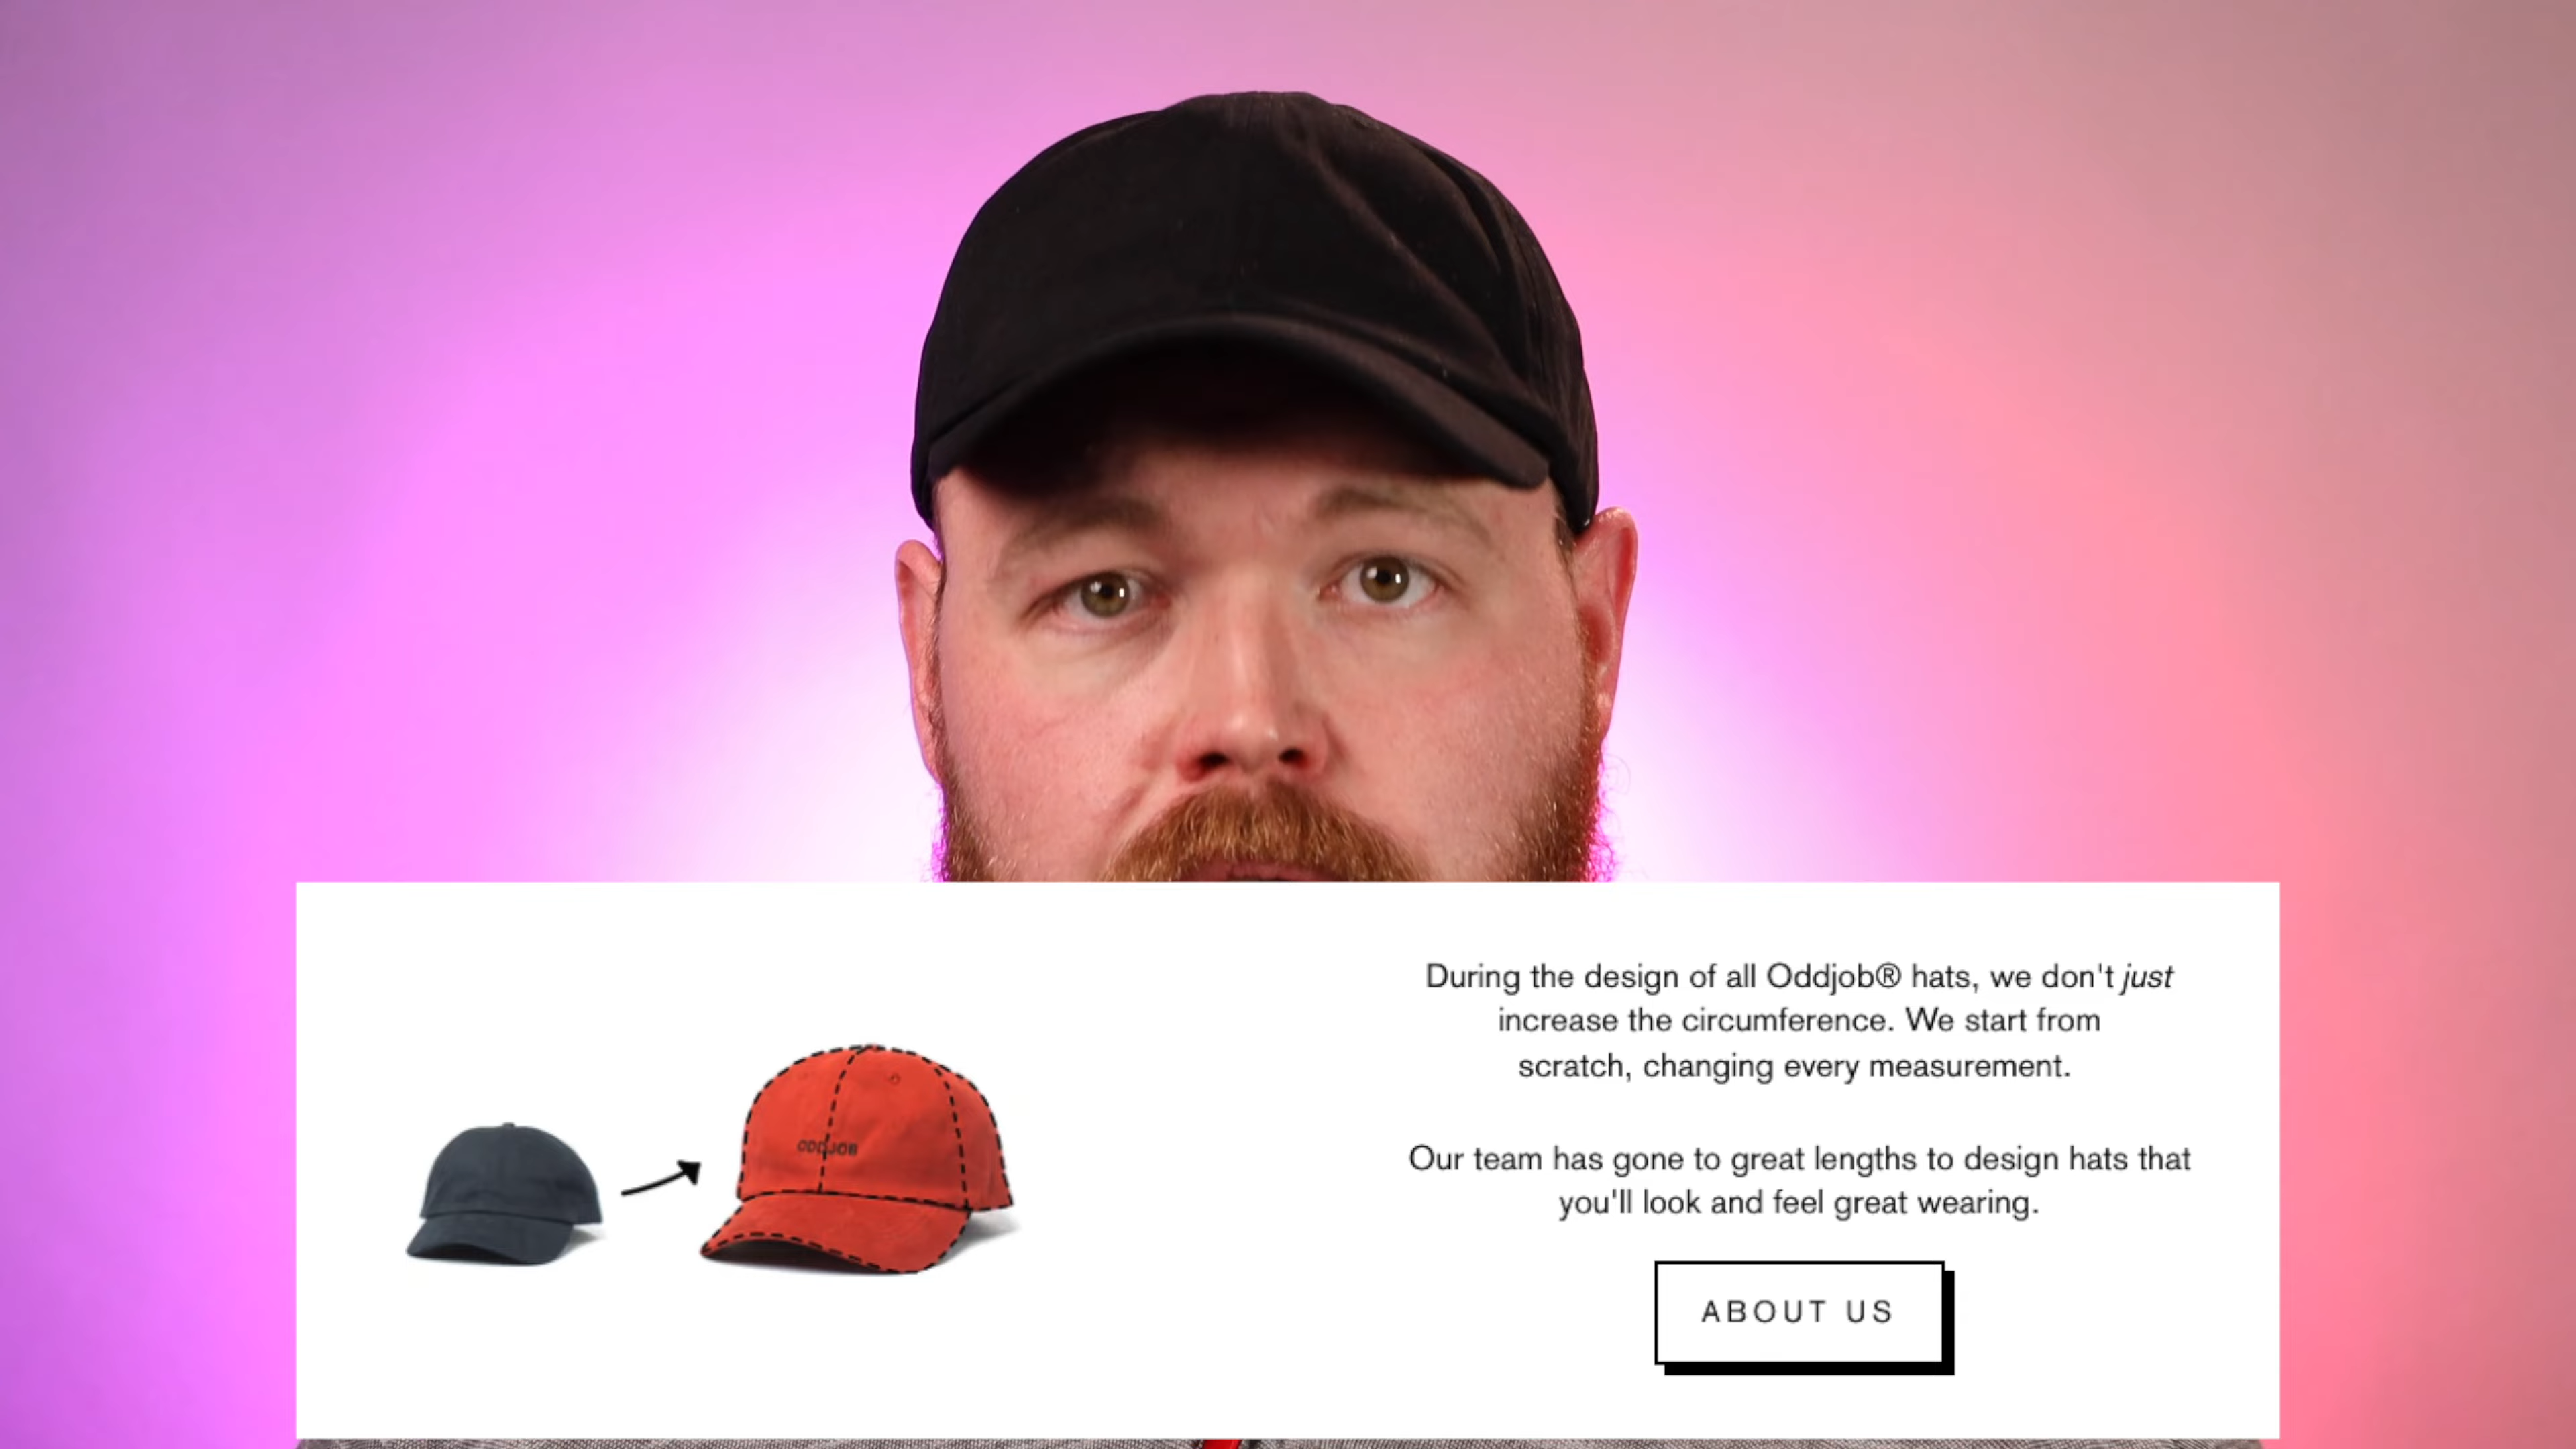 ODDJOB
During the design of all Oddjob® hats, we don't just
increase the circumference. We start from
scratch, changing every measurement.
Our team has gone to great lengths to design hats that
you'll look and feel great wearing.
ABOUT US